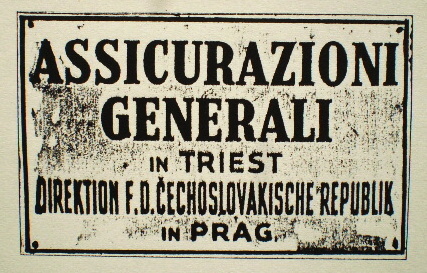 ASSICURAZIONI
GENERALI
IN TRIEST
DIREKTION F.D.ČECHOSLOVAKISCHE REPUBLIK
IN PRAG